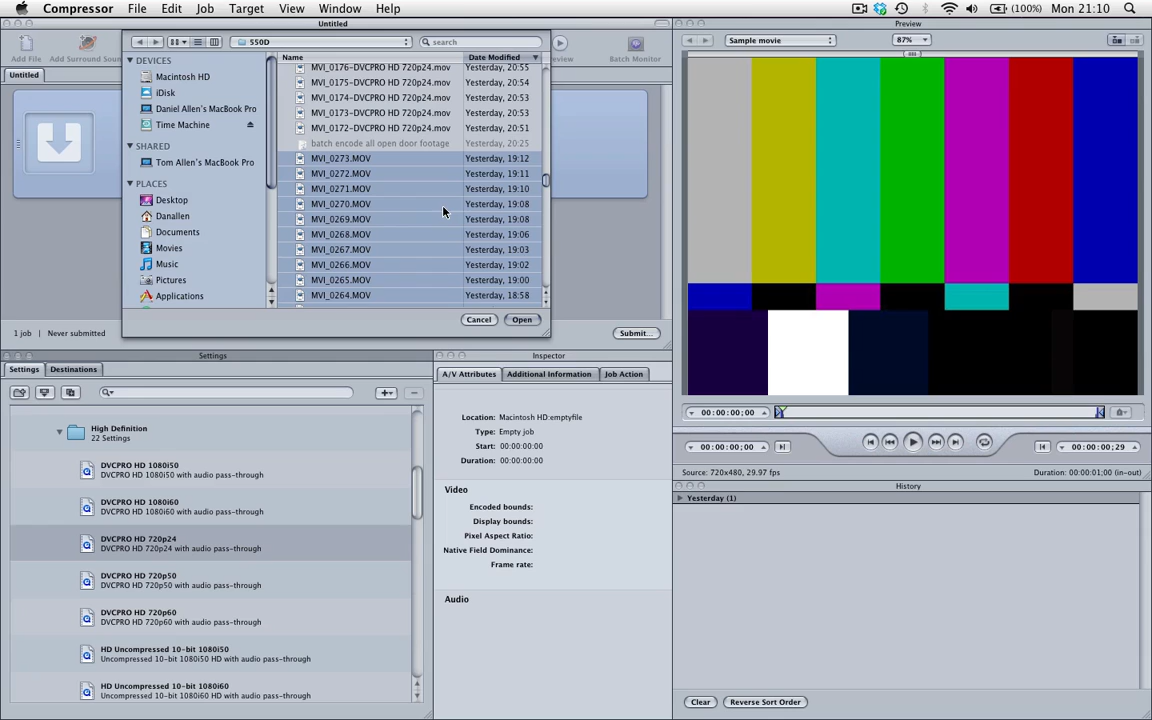 Compressor File Edit Job Target View Window Help (100%) Mon 21:10
Untitled
Preview
Add File Add Surround Soun
550D
search
eview
Batch Monitor
Untitled
Sample movie
87%
DEVICES
Macintosh HD
iDisk
Daniel Allen's MacBook Pro
Time Machine
SHARED
Tom Allen's MacBook Pro
PLACES
Desktop
Danallen
Documents
Movies
Music
Pictures
Applications
Name Date Modified
MVI_0176-DVCPRO HD 720p24.mov Yesterday, 20:55
MVI_0175-DVCPRO HD 720p24.mov Yesterday, 20:54
MVI_0174-DVCPRO HD 720p24.mov Yesterday, 20:53
MVI_0173-DVCPRO HD 720p24.mov Yesterday, 20:53
MVI_0172-DVCPRO HD 720p24.mov Yesterday, 20:51
batch encode all open door footage Yesterday, 20:25
MVI_0273.MOV Yesterday, 19:12
MVI_0272.MOV Yesterday, 19:11
MVI_0271.MOV Yesterday, 19:10
MVI_0270.MOV Yesterday, 19:08
MVI_0269.MOV Yesterday, 19:08
MVI_0268.MOV Yesterday, 19:06
MVI_0267.MOV Yesterday, 19:03
MVI_0266.MOV Yesterday, 19:02
MVI_0265.MOV Yesterday, 19:00
MVI_0264.MOV Yesterday, 18:58
Cancel Open
1 job Never submitted
Submit...
Settings
Settings Destinations
High Definition
22 Settings
DVCPRO HD 1080i50
DVCPRO HD 1080i50 with audio pass-through
DVCPRO HD 1080i60
DVCPRO HD 1080i60 with audio pass-through
DVCPRO HD 720p24
DVCPRO HD 720p24 with audio pass-through
DVCPRO HD 720p50
DVCPRO HD 720p50 with audio pass-through
DVCPRO HD 720p60
DVCPRO HD 720p60 with audio pass-through
HD Uncompressed 10-bit 1080i50
Uncompressed 10-bit 1080i50 HD with audio pass-through
HD Uncompressed 10-bit 1080i60
Uncompressed 10-bit 1080i60 HD with audio pass-through
Inspector
A/V Attributes Additional Information Job Action
Location: Macintosh HD:emptyfile
Type: Empty job
Start: 00:00:00:00
Duration: 00:00:00:00
Video
Encoded bounds:
Display bounds:
Pixel Aspect Ratio:
Native Field Dominance:
Frame rate:
Audio
00:00:00;00
00:00:00;00
00:00:00;29
Source: 720x480, 29.97 fps
Duration: 00:00:01;00 (in-out)
History
Yesterday (1)
Clear Reverse Sort Order